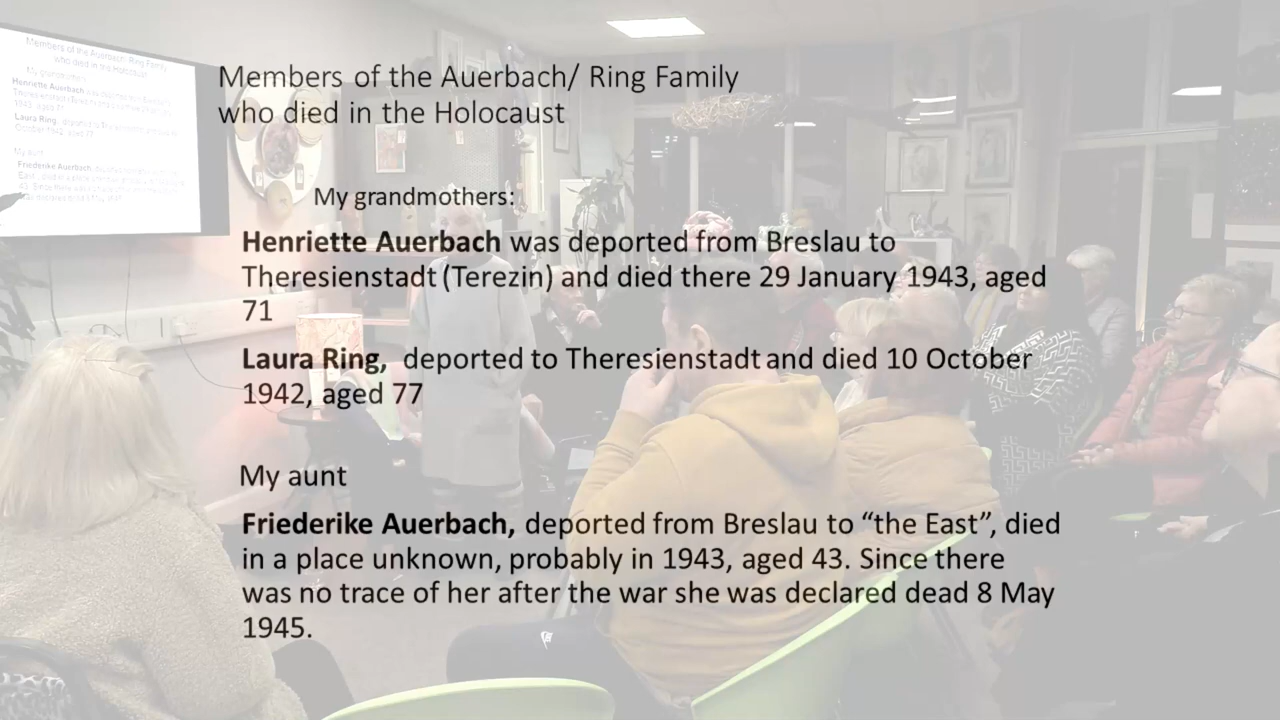 Members of the Auerbach/ Ring Family
who died in the Holocaust
My grandmothers:
Henriette Auerbach was deported from Breslau to
Theresienstadt (Terezin) and died there 29 January 1943, aged
71
Laura Ring, deported to Theresienstadt and died 10 October
1942, aged 77
My aunt
Friederike Auerbach, deported from Breslau to “the East”, died
in a place unknown, probably in 1943, aged 43. Since there
was no trace of her after the war she was declared dead 8 May
1945.